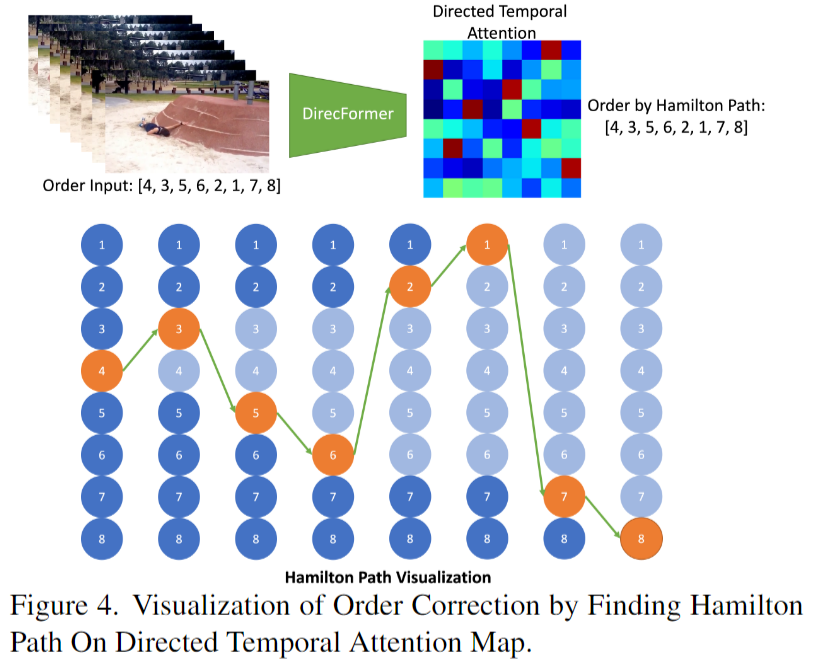 Directed Temporal
Attention
DirecFormer
Order by Hamilton Path:
[4, 3, 5, 6, 2, 1, 7, 8]
Order Input: [4, 3, 5, 6, 2, 1, 7, 8]
1 1 1 1 1 1 1 1
2 2 2 2 2 2 2 2
3 3 3 3 3 3 3 3
4 4 4 4 4 4 4 4
5 5 5 5 5 5 5 5
6 6 6 6 6 6 6 6
7 7 7 7 7 7 7 7
8 8 8 8 8 8 8 8
Hamilton Path Visualization
Figure 4. Visualization of Order Correction by Finding Hamilton
Path On Directed Temporal Attention Map.